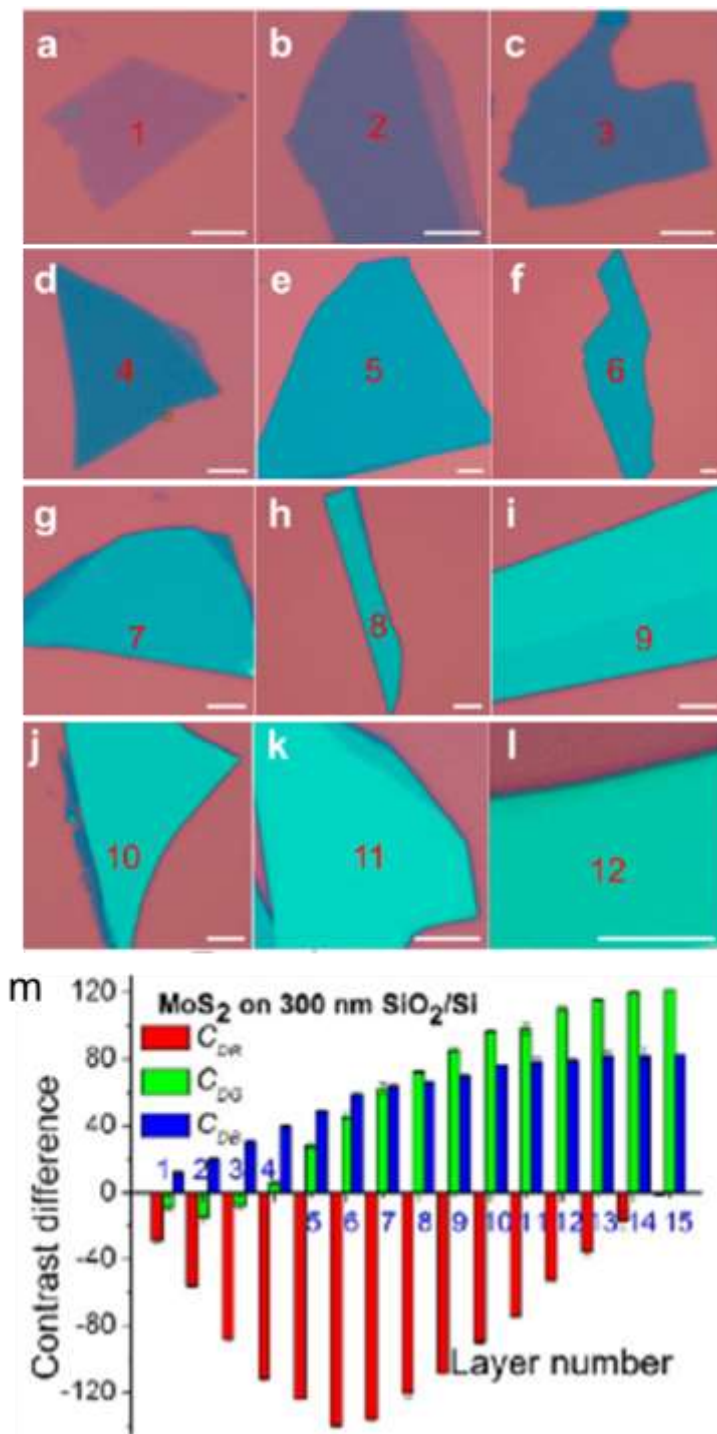 a b c
1 2 3
d e f
4 5 6
g h i
7 8 9
j k l
10 11 12
m
MoS2 on 300 nm SiO2/Si
CDR
CDG
CDB
Contrast difference
120
80
40
0
-40
-80
-120
1 2 3 4 5 6 7 8 9 10 11 12 13 14 15
Layer number